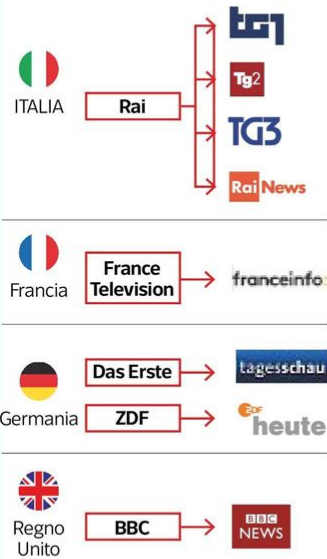 tg1
Tg2
ITALIA
Rai
TG3
Rai News
Francia
France
Television
franceinfo:
Das Erste
tagesschau
Germania
ZDF
ZDF
heute
Regno
Unito
BBC
BBC
NEWS